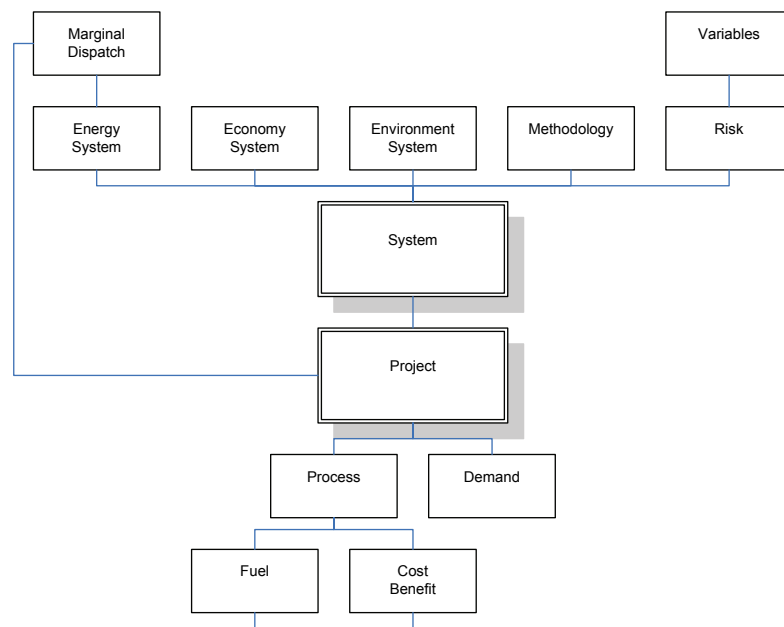 Marginal
Dispatch
Variables
Energy
System
Economy
System
Environment
System
Methodology
Risk
System
Project
Process
Demand
Fuel
Cost
Benefit